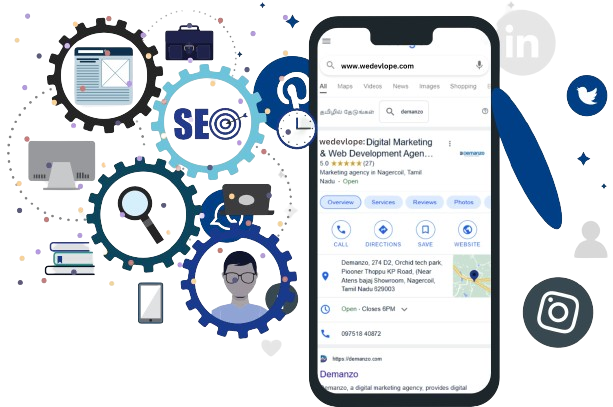 SEO
in
www.wedevlope.com
All Maps Videos News Images Shopping
தமிழில் தேடுங்கள்
demanzo
wedevlope: Digital Marketing
& Web Development Agen...
5.0 ★★★★★ (27)
Marketing agency in Nagercoil, Tamil
Nadu · Open
Overview Services Reviews Photos
CALL DIRECTIONS SAVE WEBSITE
Demanzo, 274 D2, Orchid tech park,
Piooner Thoppu KP Road, (Near
Atens bajaj Showroom, Nagercoil,
Tamil Nadu 629003
Open · Closes 6PM
097518 40872
https://demanzo.com
Demanzo
Demanzo, a digital marketing agency, provides digital